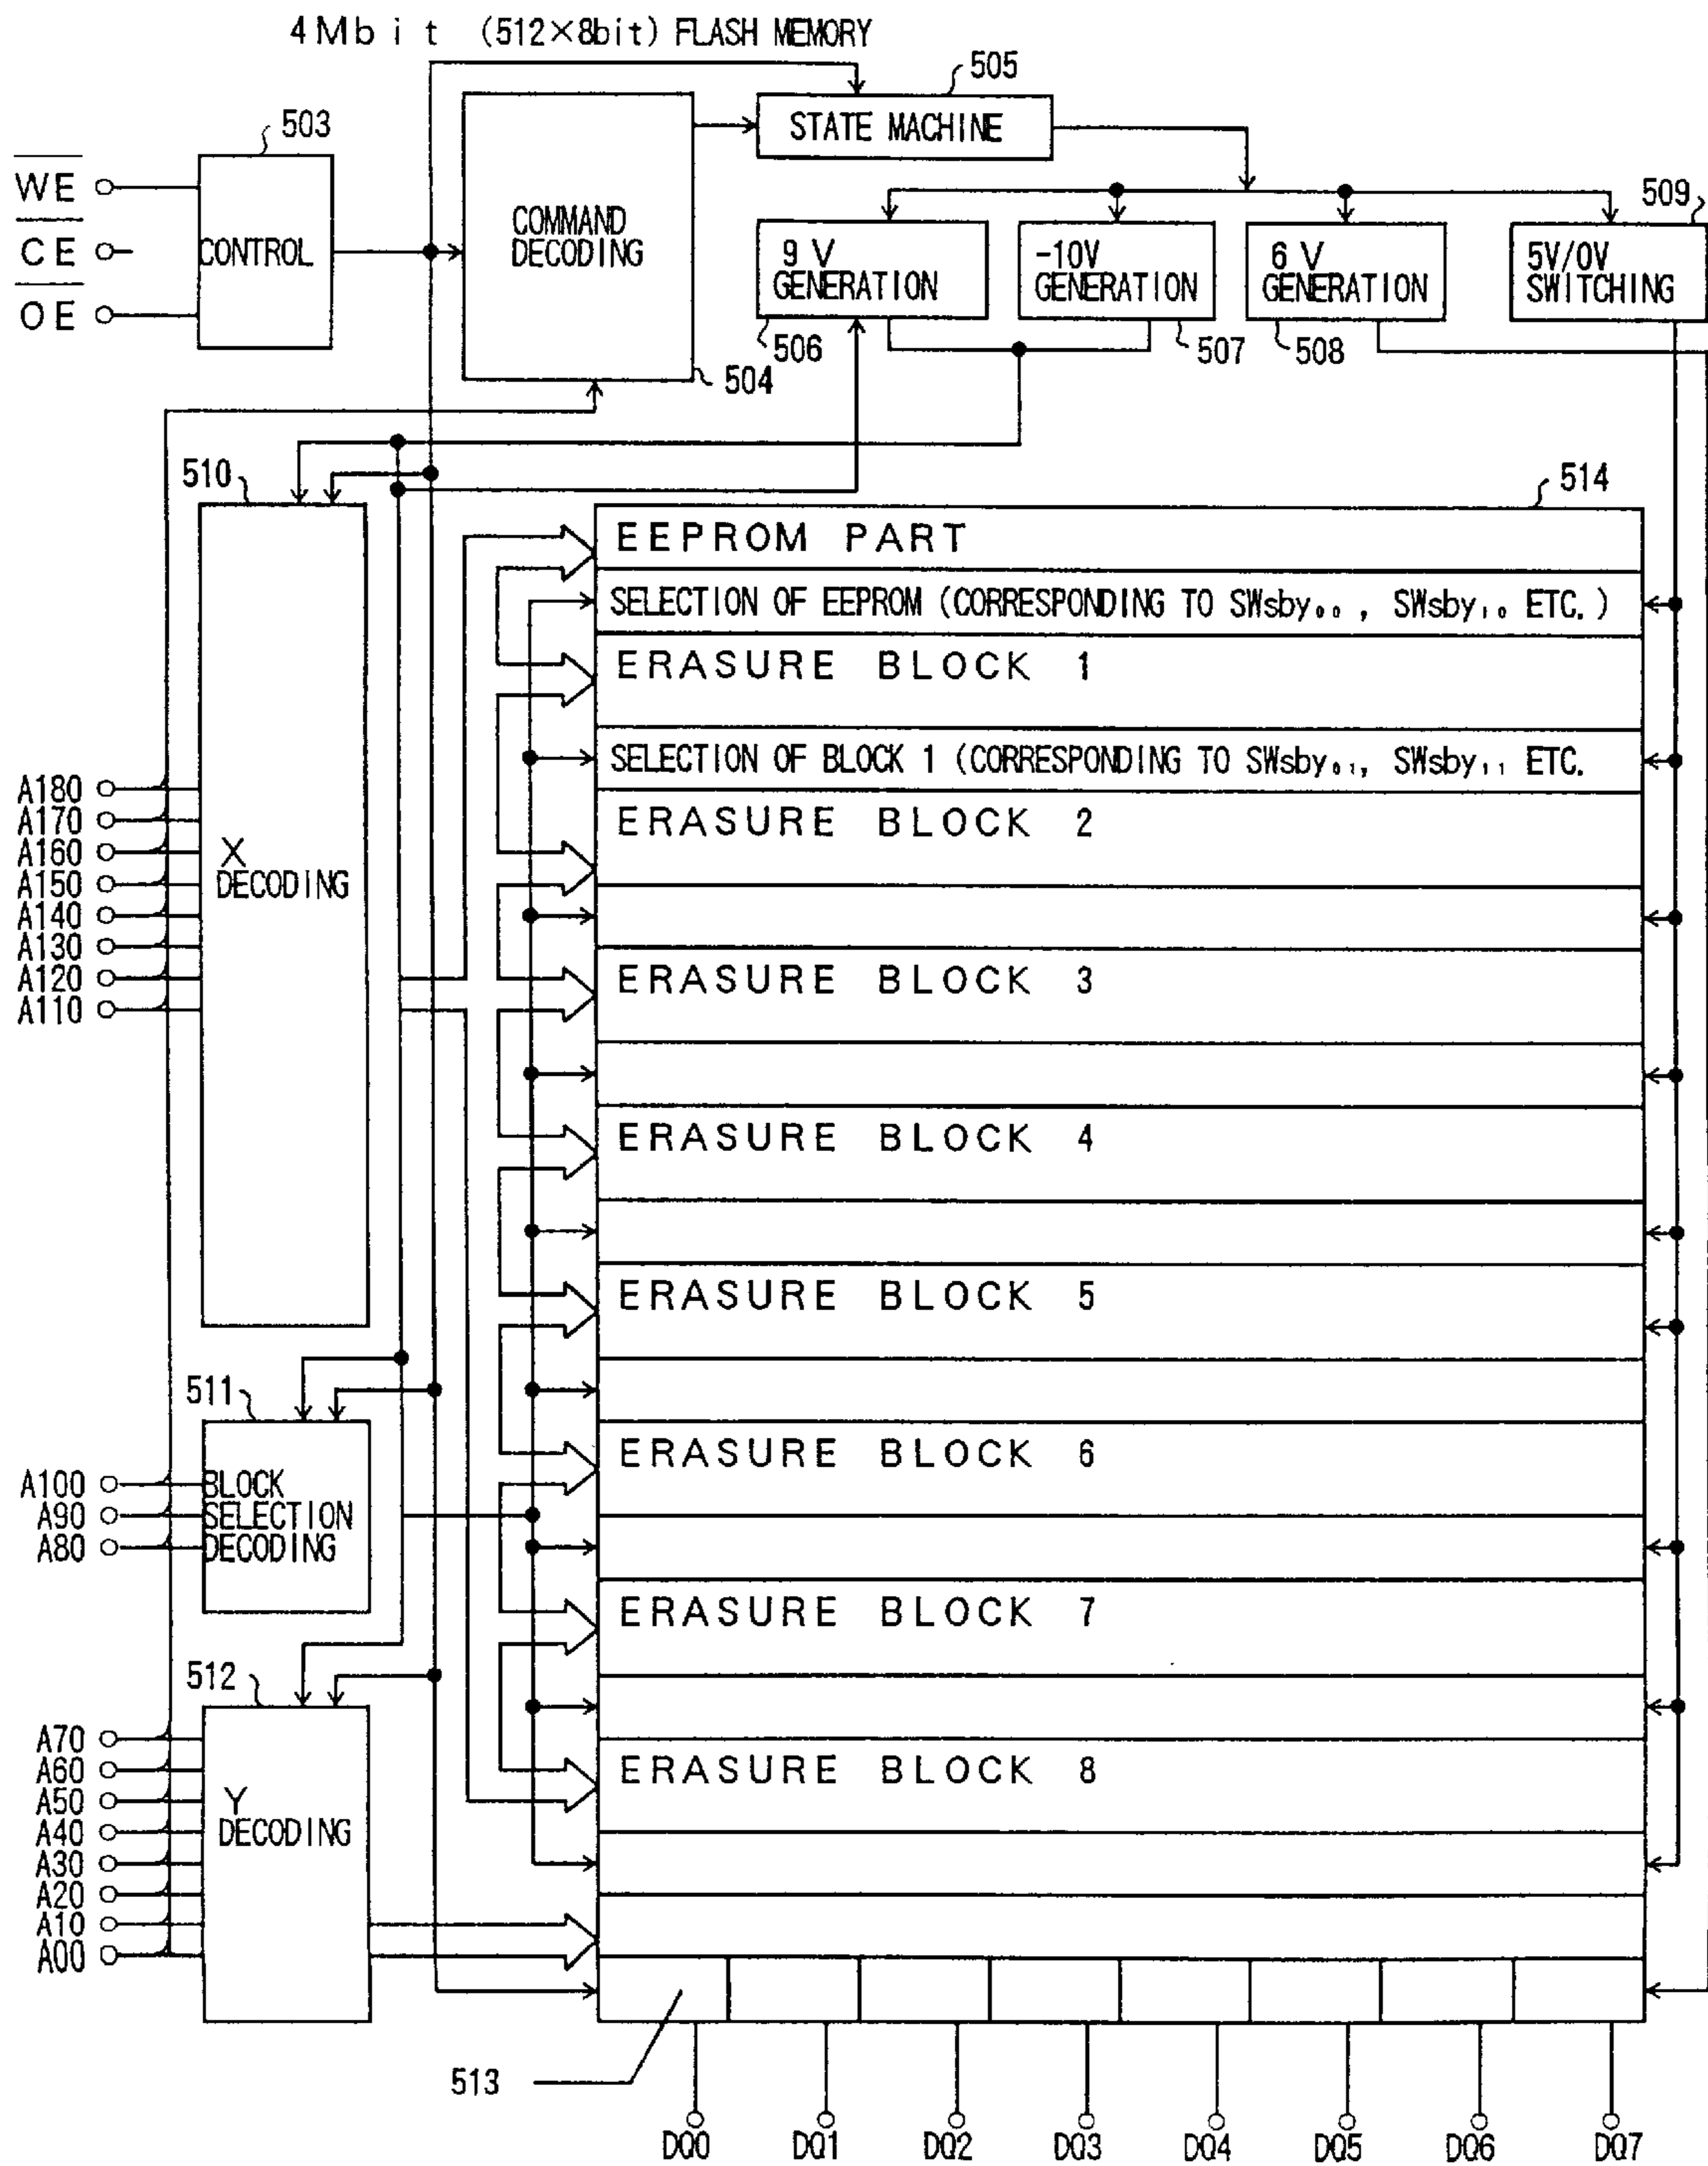 4Mbit (512×8bit) FLASH MEMORY
505
503
STATE MACHINE
WE
509
COMMAND
DECODING
CE
CONTROL
9 V
GENERATION
-10V
GENERATION
6 V
GENERATION
5V/0V
SWITCHING
OE
506
507
508
504
510
514
EEPROM PART
SELECTION OF EEPROM (CORRESPONDING TO SWsby₀₀, SWsby₁₀ ETC.)
ERASURE BLOCK 1
SELECTION OF BLOCK 1 (CORRESPONDING TO SWsby₀₁, SWsby₁₁ ETC.
A180
A170
A160
A150
A140
A130
A120
A110
X
DECODING
ERASURE BLOCK 2
ERASURE BLOCK 3
ERASURE BLOCK 4
ERASURE BLOCK 5
511
ERASURE BLOCK 6
A100
A90
A80
BLOCK
SELECTION
DECODING
ERASURE BLOCK 7
512
A70
A60
A50
A40
A30
A20
A10
A00
Y
DECODING
ERASURE BLOCK 8
513
DQ0 DQ1 DQ2 DQ3 DQ4 DQ5 DQ6 DQ7